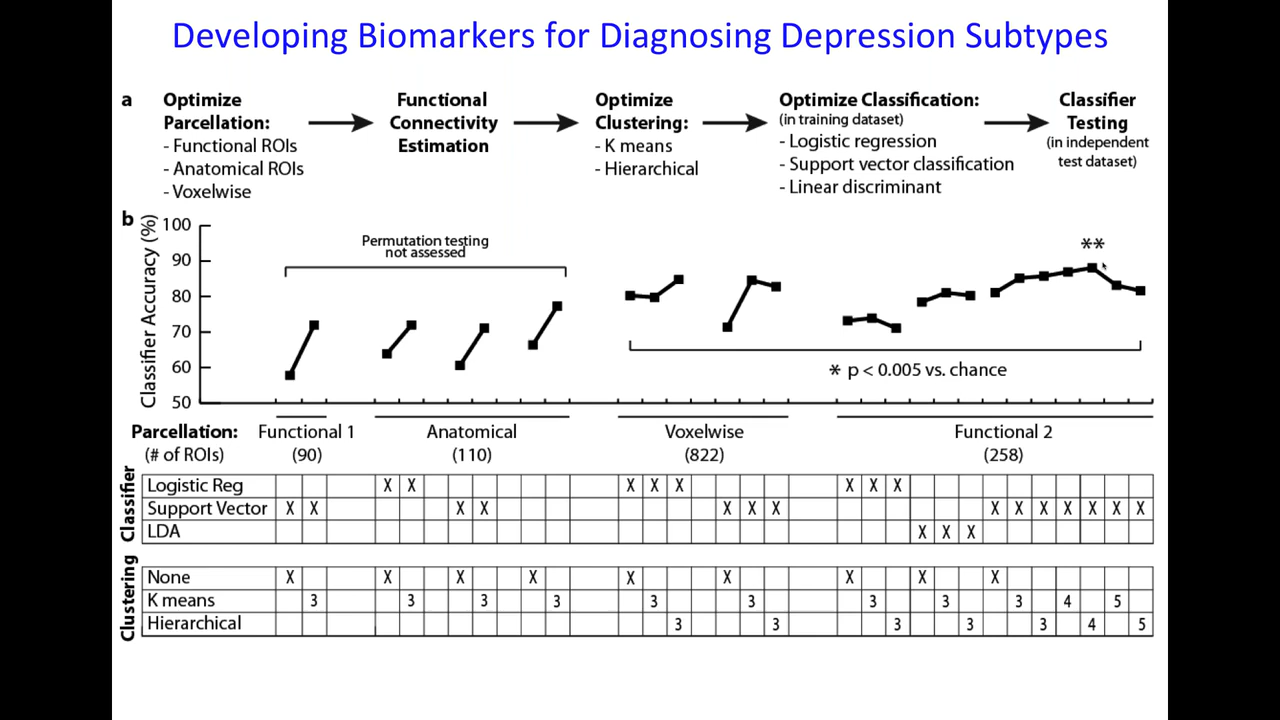 Developing Biomarkers for Diagnosing Depression Subtypes
a
Optimize
Parcellation:
- Functional ROIs
- Anatomical ROIs
- Voxelwise
Functional
Connectivity
Estimation
Optimize
Clustering:
- K means
- Hierarchical
Optimize Classification:
(in training dataset)
- Logistic regression
- Support vector classification
- Linear discriminant
Classifier
Testing
(in independent
test dataset)
b
Classifier Accuracy (%)
100
90
80
70
60
50
Permutation testing
not assessed
**
* p < 0.005 vs. chance
Parcellation: Functional 1 Anatomical Voxelwise Functional 2
(# of ROIs) (90) (110) (822) (258)
Classifier
Logistic Reg X X X X X X X X
Support Vector X X X X X X X X X X X X X X
LDA X X X
Clustering
None X X X X X X X X X
K means 3 3 3 3 3 3 3 3 3 4 5
Hierarchical 3 3 3 3 3 4 5